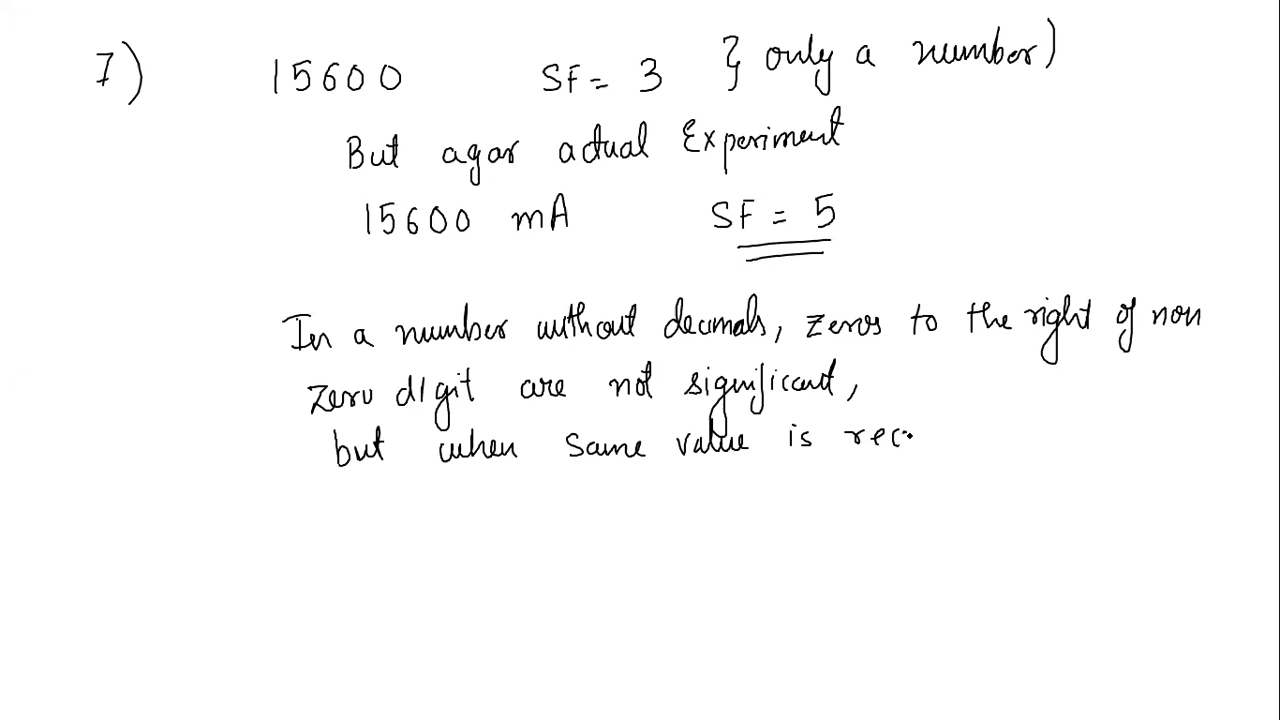 7) 15600 SF = 3 } only a number)
But agar actual Experiment
15600 mA SF = 5
In a number without decimals, zeros to the right of non
zero digit are not significant,
but when same value is rec